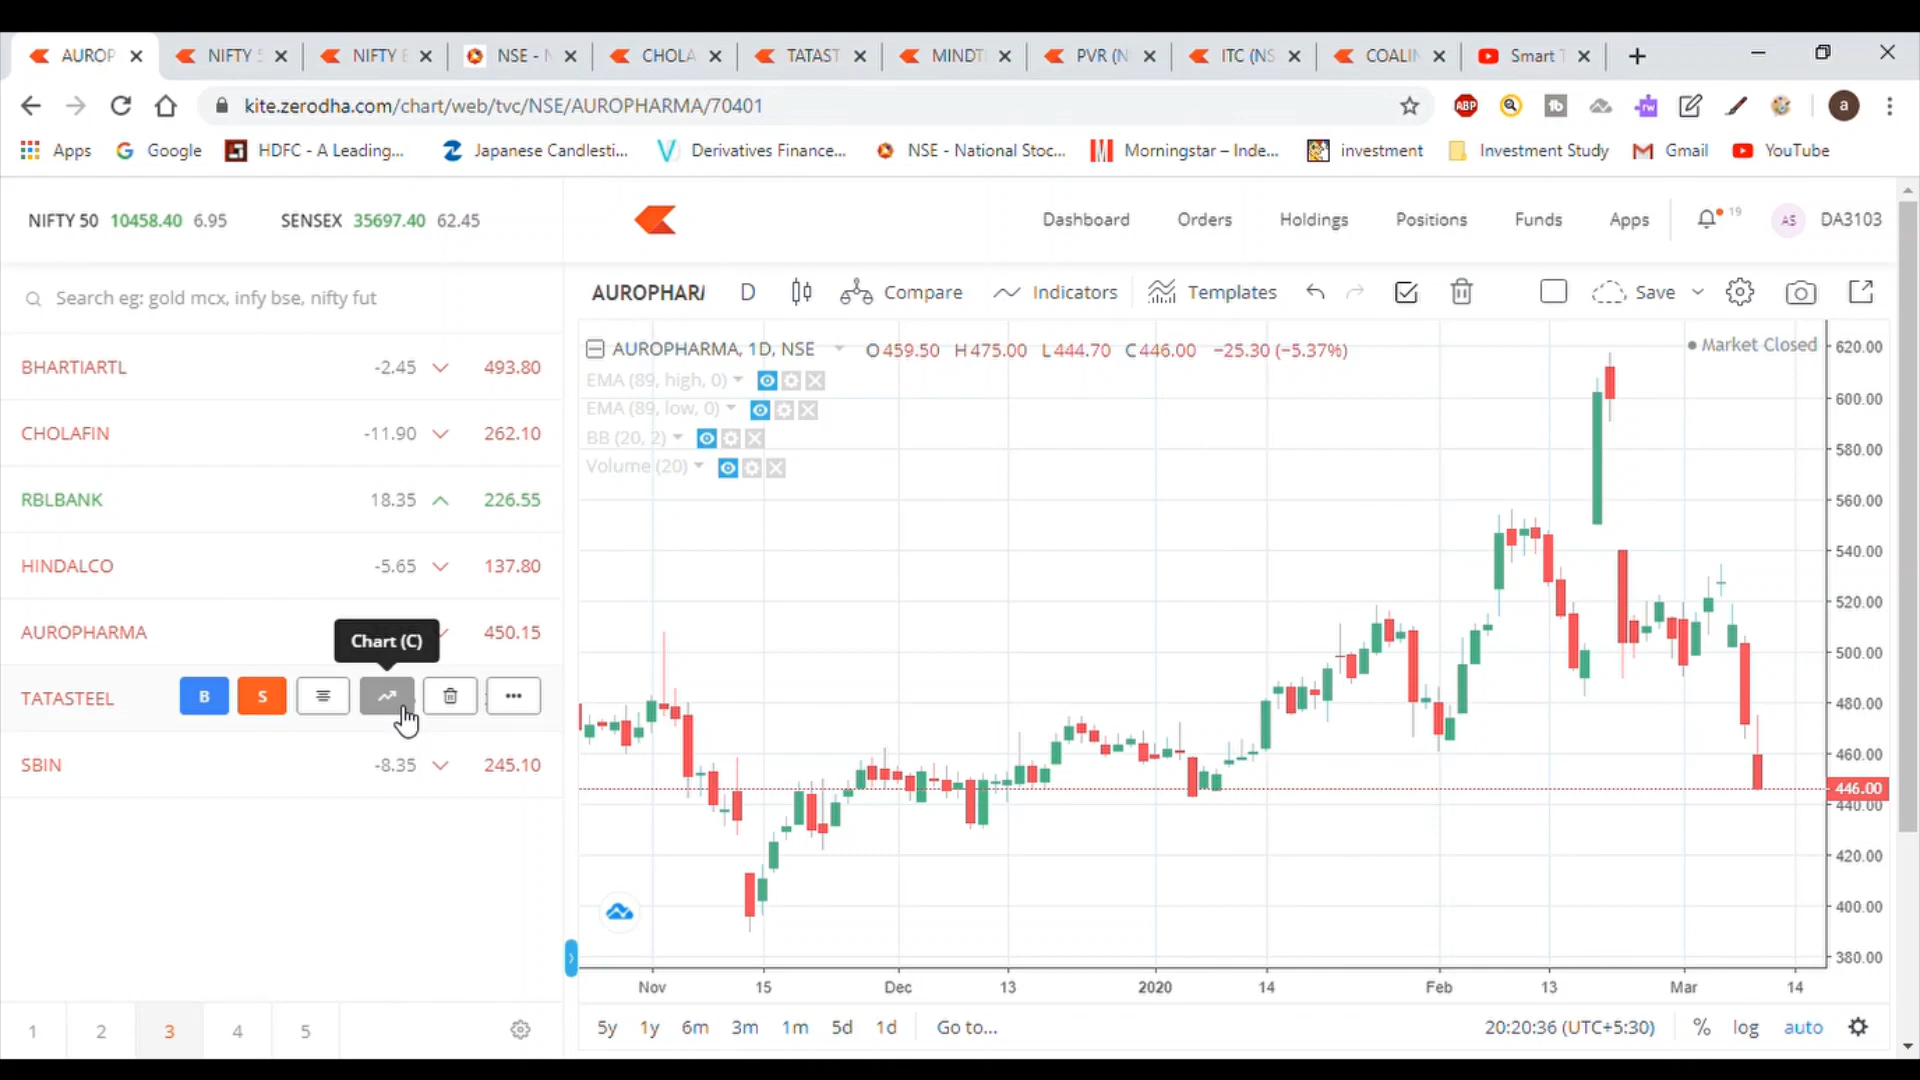 AUROP
NIFTY 5
NIFTY B
NSE - N
CHOLA
TATAST
MINDT
PVR (N
ITC (NS
COALIN
Smart T
kite.zerodha.com/chart/web/tvc/NSE/AUROPHARMA/70401
ABP
fb
rw
a
Apps
Google
HDFC - A Leading...
Japanese Candlesti...
Derivatives Finance...
NSE - National Stoc...
Morningstar – Inde...
investment
Investment Study
Gmail
YouTube
NIFTY 50 10458.40 6.95
SENSEX 35697.40 62.45
Dashboard
Orders
Holdings
Positions
Funds
Apps
19
AS
DA3103
Search eg: gold mcx, infy bse, nifty fut
AUROPHARM
D
Compare
Indicators
Templates
Save
BHARTIARTL -2.45 493.80
CHOLAFIN -11.90 262.10
RBLBANK 18.35 226.55
HINDALCO -5.65 137.80
AUROPHARMA 450.15
Chart (C)
TATASTEEL B S
SBIN -8.35 245.10
AUROPHARMA, 1D, NSE O459.50 H475.00 L444.70 C446.00 −25.30 (−5.37%)
Market Closed
EMA (89, high, 0)
EMA (89, low, 0)
BB (20, 2)
Volume (20)
620.00
600.00
580.00
560.00
540.00
520.00
500.00
480.00
460.00
446.00
440.00
420.00
400.00
380.00
Nov 15 Dec 13 2020 14 Feb 13 Mar 14
1 2 3 4 5
5y 1y 6m 3m 1m 5d 1d Go to...
20:20:36 (UTC+5:30) % log auto